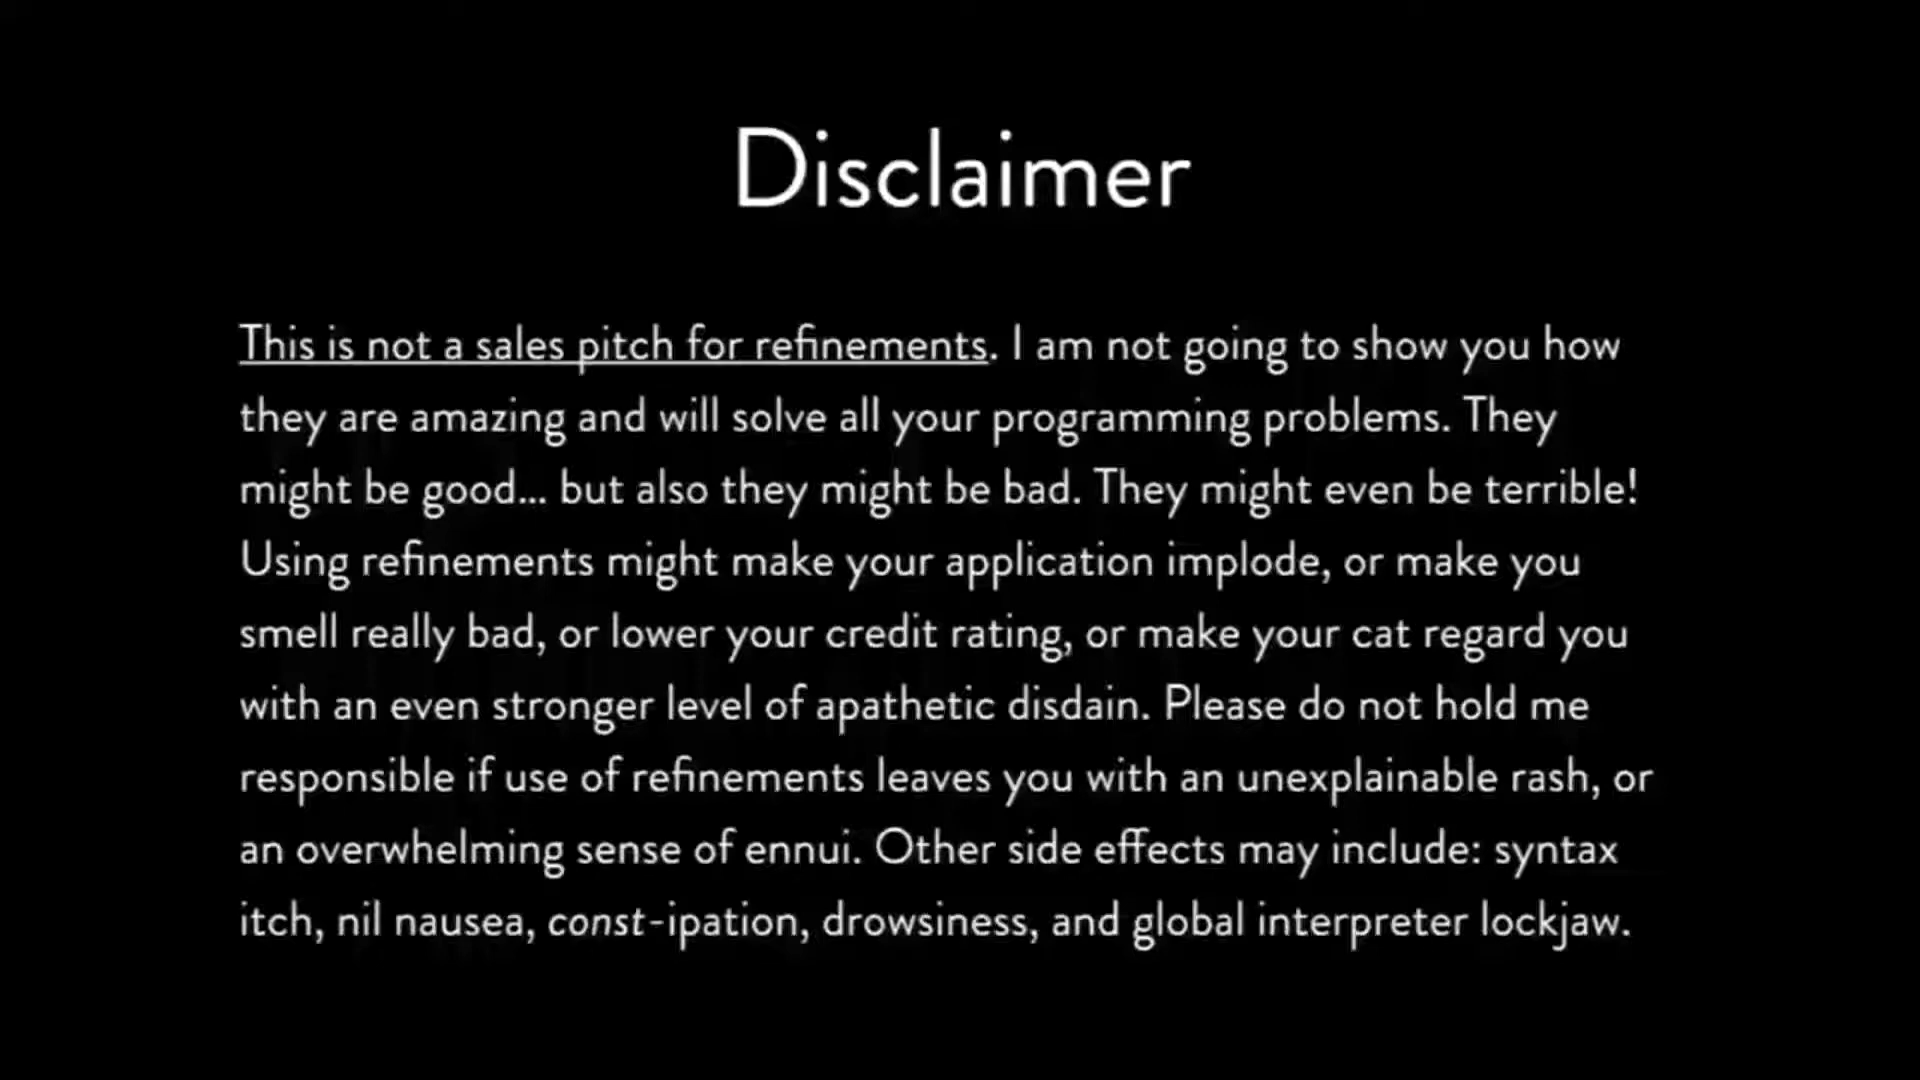 Disclaimer
This is not a sales pitch for refinements. I am not going to show you how
they are amazing and will solve all your programming problems. They
might be good... but also they might be bad. They might even be terrible!
Using refinements might make your application implode, or make you
smell really bad, or lower your credit rating, or make your cat regard you
with an even stronger level of apathetic disdain. Please do not hold me
responsible if use of refinements leaves you with an unexplainable rash, or
an overwhelming sense of ennui. Other side effects may include: syntax
itch, nil nausea, const-ipation, drowsiness, and global interpreter lockjaw.